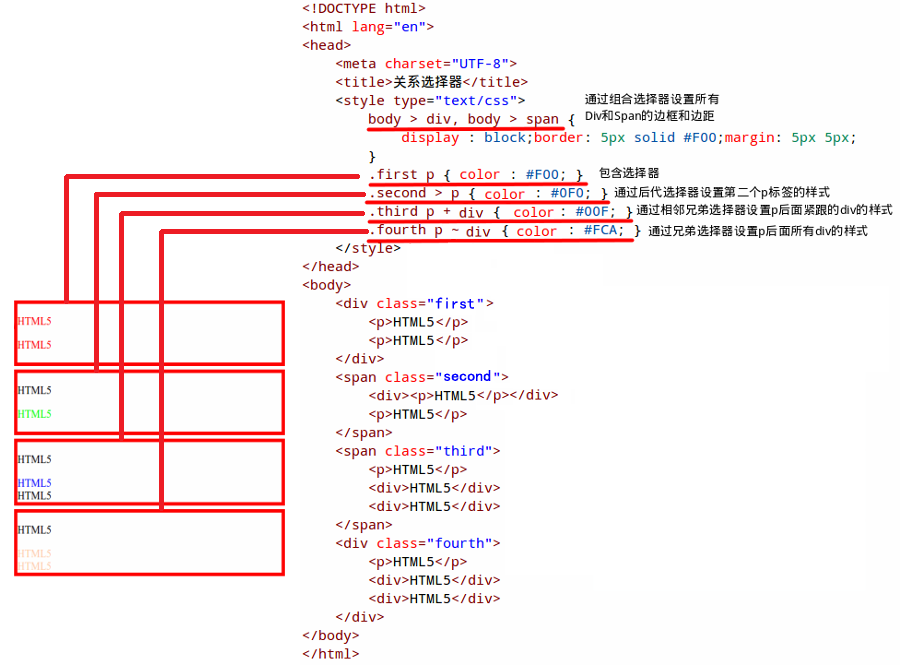 <!DOCTYPE html>
<html lang="en">
<head>
<meta charset="UTF-8">
<title>关系选择器</title>
<style type="text/css">
通过组合选择器设置所有
Div和Span的边框和边距
body > div, body > span {
display : block;border: 5px solid #F00;margin: 5px 5px;
}
.first p { color : #F00; } 包含选择器
.second > p { color : #0F0; } 通过后代选择器设置第二个p标签的样式
.third p + div { color : #00F; } 通过相邻兄弟选择器设置p后面紧跟的div的样式
.fourth p ~ div { color : #FCA; } 通过兄弟选择器设置p后面所有div的样式
</style>
</head>
<body>
<div class="first">
<p>HTML5</p>
<p>HTML5</p>
</div>
<span class="second">
<div><p>HTML5</p></div>
<p>HTML5</p>
</span>
<span class="third">
<p>HTML5</p>
<div>HTML5</div>
<div>HTML5</div>
</span>
<div class="fourth">
<p>HTML5</p>
<div>HTML5</div>
<div>HTML5</div>
</div>
</body>
</html>
HTML5
HTML5
HTML5
HTML5
HTML5
HTML5
HTML5
HTML5
HTML5
HTML5